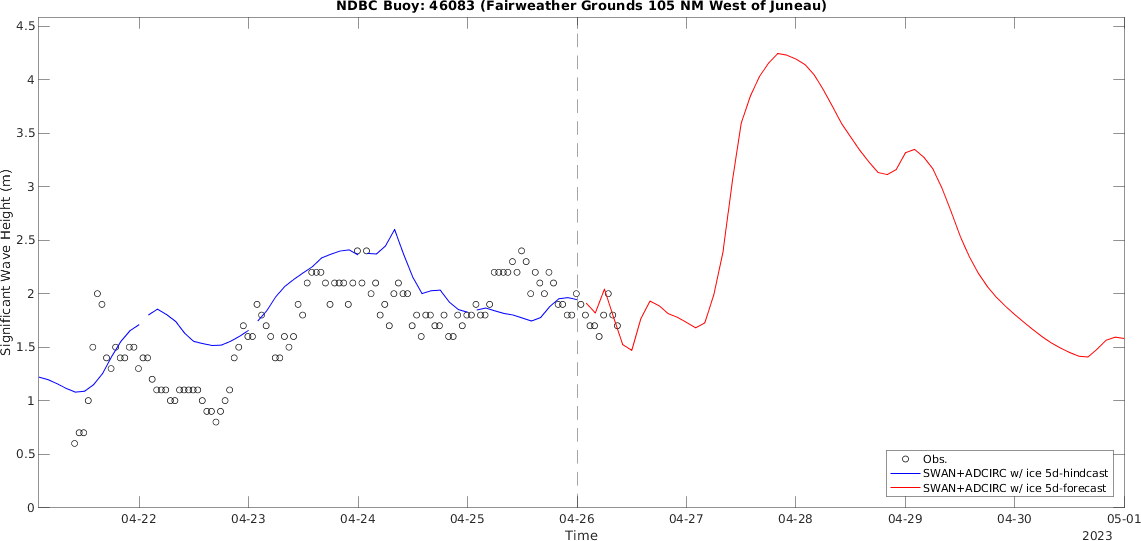 NDBC Buoy: 46083 (Fairweather Grounds 105 NM West of Juneau)
4.5
4
3.5
3
2.5
2
1.5
1
0.5
0
Significant Wave Height (m)
Obs.
SWAN+ADCIRC w/ ice 5d-hindcast
SWAN+ADCIRC w/ ice 5d-forecast
04-22 04-23 04-24 04-25 04-26 04-27 04-28 04-29 04-30 05-01
Time
2023